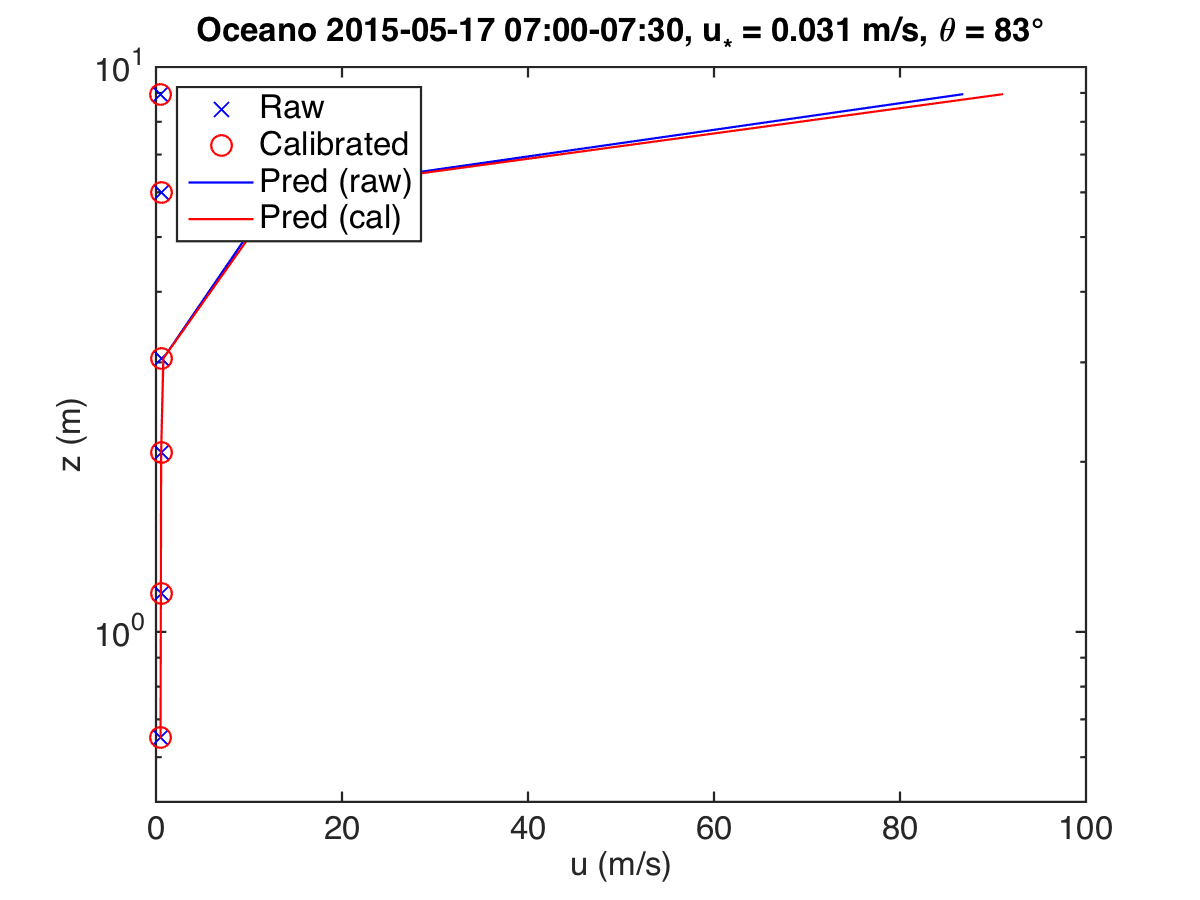 Oceano 2015-05-17 07:00-07:30, u* = 0.031 m/s, θ = 83°
10¹
Raw
Calibrated
Pred (raw)
Pred (cal)
z (m)
10⁰
0 20 40 60 80 100
u (m/s)